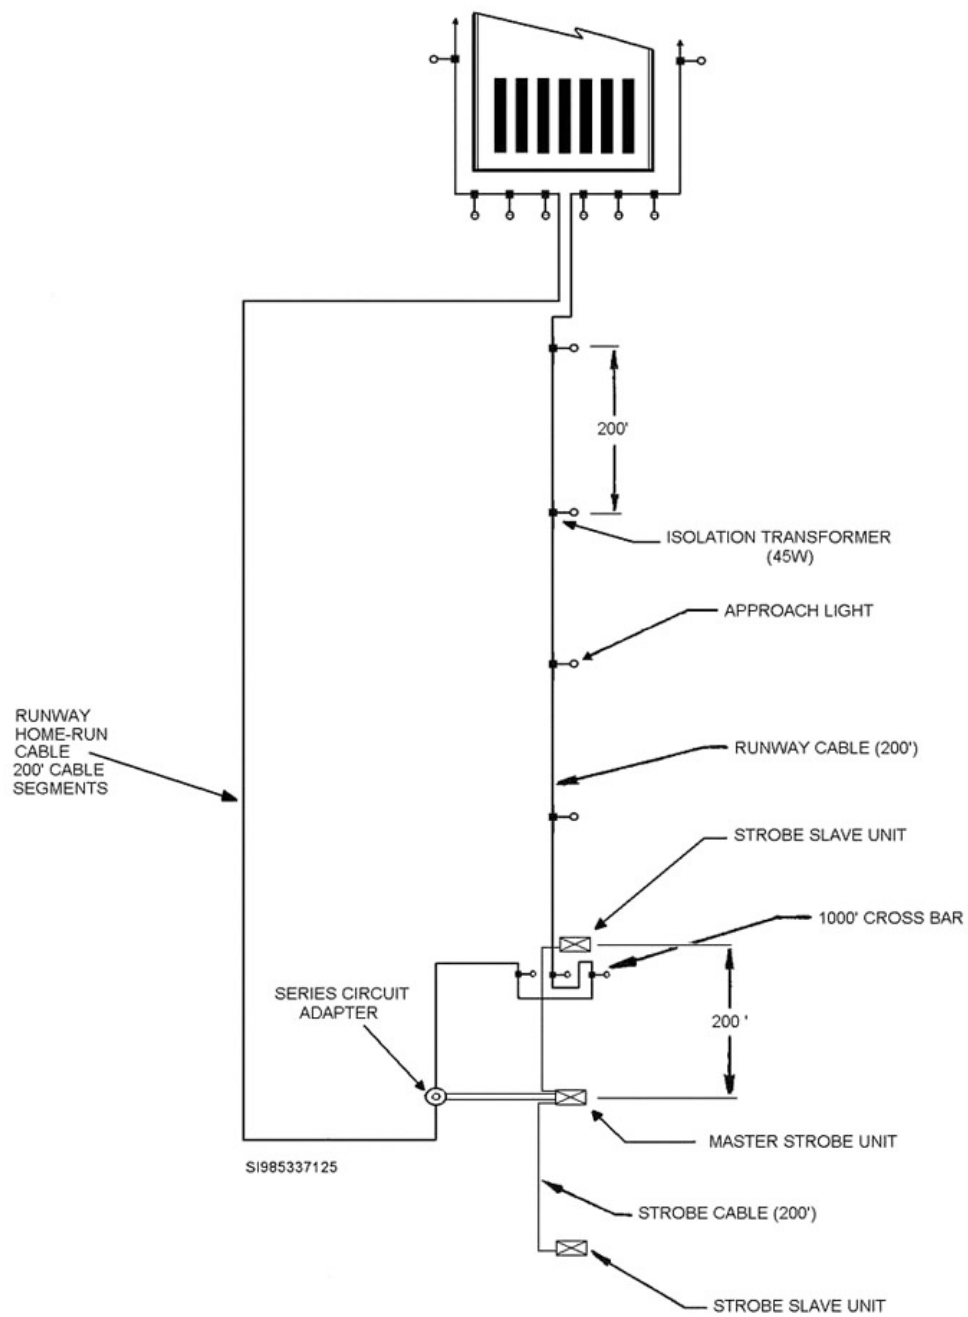 200'
ISOLATION TRANSFORMER
(45W)
APPROACH LIGHT
RUNWAY
HOME-RUN
CABLE
200' CABLE
SEGMENTS
RUNWAY CABLE (200')
STROBE SLAVE UNIT
1000' CROSS BAR
SERIES CIRCUIT
ADAPTER
200 '
MASTER STROBE UNIT
SI985337125
STROBE CABLE (200')
STROBE SLAVE UNIT